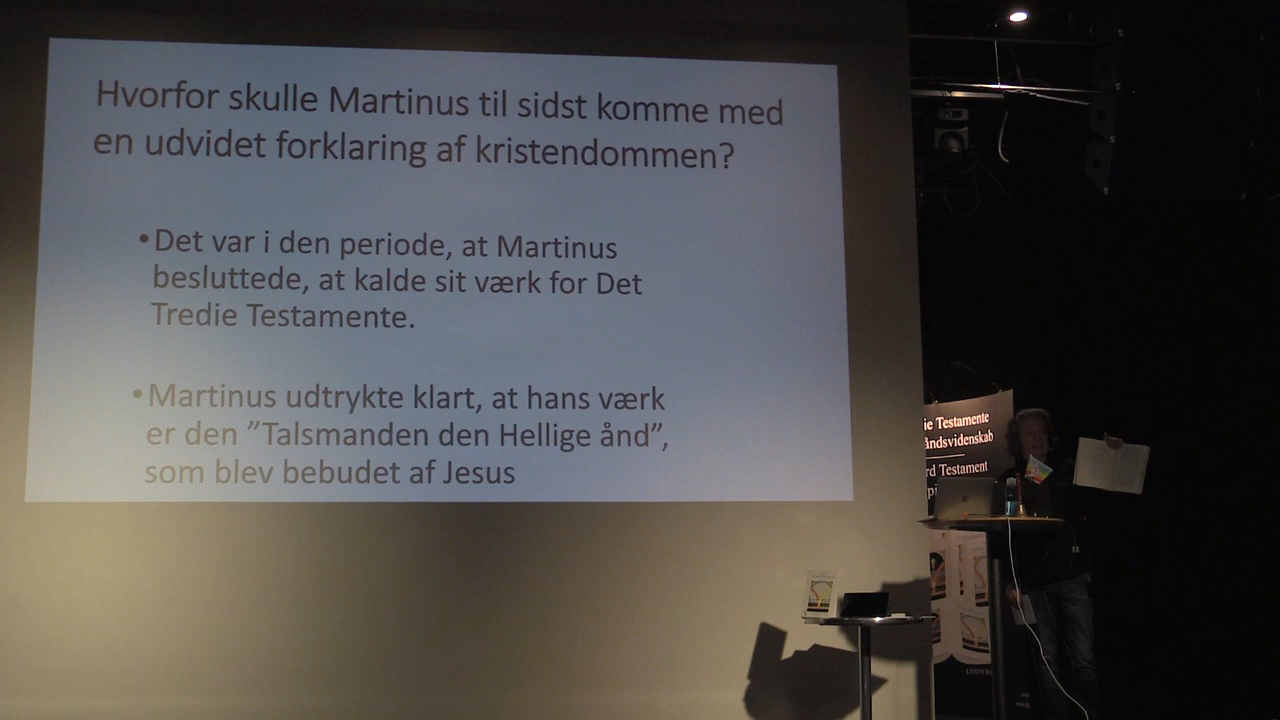 Hvorfor skulle Martinus til sidst komme med
en udvidet forklaring af kristendommen?
•Det var i den periode, at Martinus
besluttede, at kalde sit værk for Det
Tredie Testamente.
•Martinus udtrykte klart, at hans værk
er den ”Talsmanden den Hellige ånd”,
som blev bebudet af Jesus
ie Testamente
åndsvidenskab
rd Testament